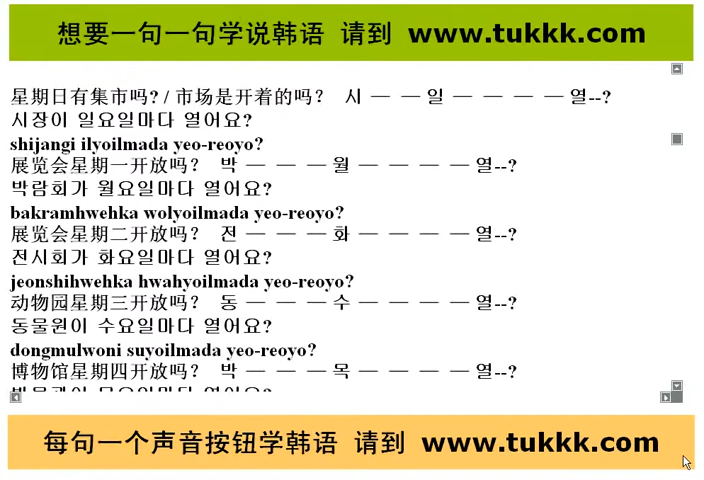 想要一句一句学说韩语 请到 www.tukkk.com
星期日有集市吗? / 市场是开着的吗? 시 — — 일 — — — — 열--?
시장이 일요일마다 열어요?
shijangi ilyoilmada yeo-reoyo?
展览会星期一开放吗? 박 — — — 월 — — — — 열--?
박람회가 월요일마다 열어요?
bakramhwehka wolyoilmada yeo-reoyo?
展览会星期二开放吗? 전 — — — 화 — — — — 열--?
전시회가 화요일마다 열어요?
jeonshihwehka hwahyoilmada yeo-reoyo?
动物园星期三开放吗? 동 — — — 수 — — — — 열--?
동물원이 수요일마다 열어요?
dongmulwoni suyoilmada yeo-reoyo?
博物馆星期四开放吗? 박 — — — 목 — — — — 열--?
每句一个声音按钮学韩语 请到 www.tukkk.com